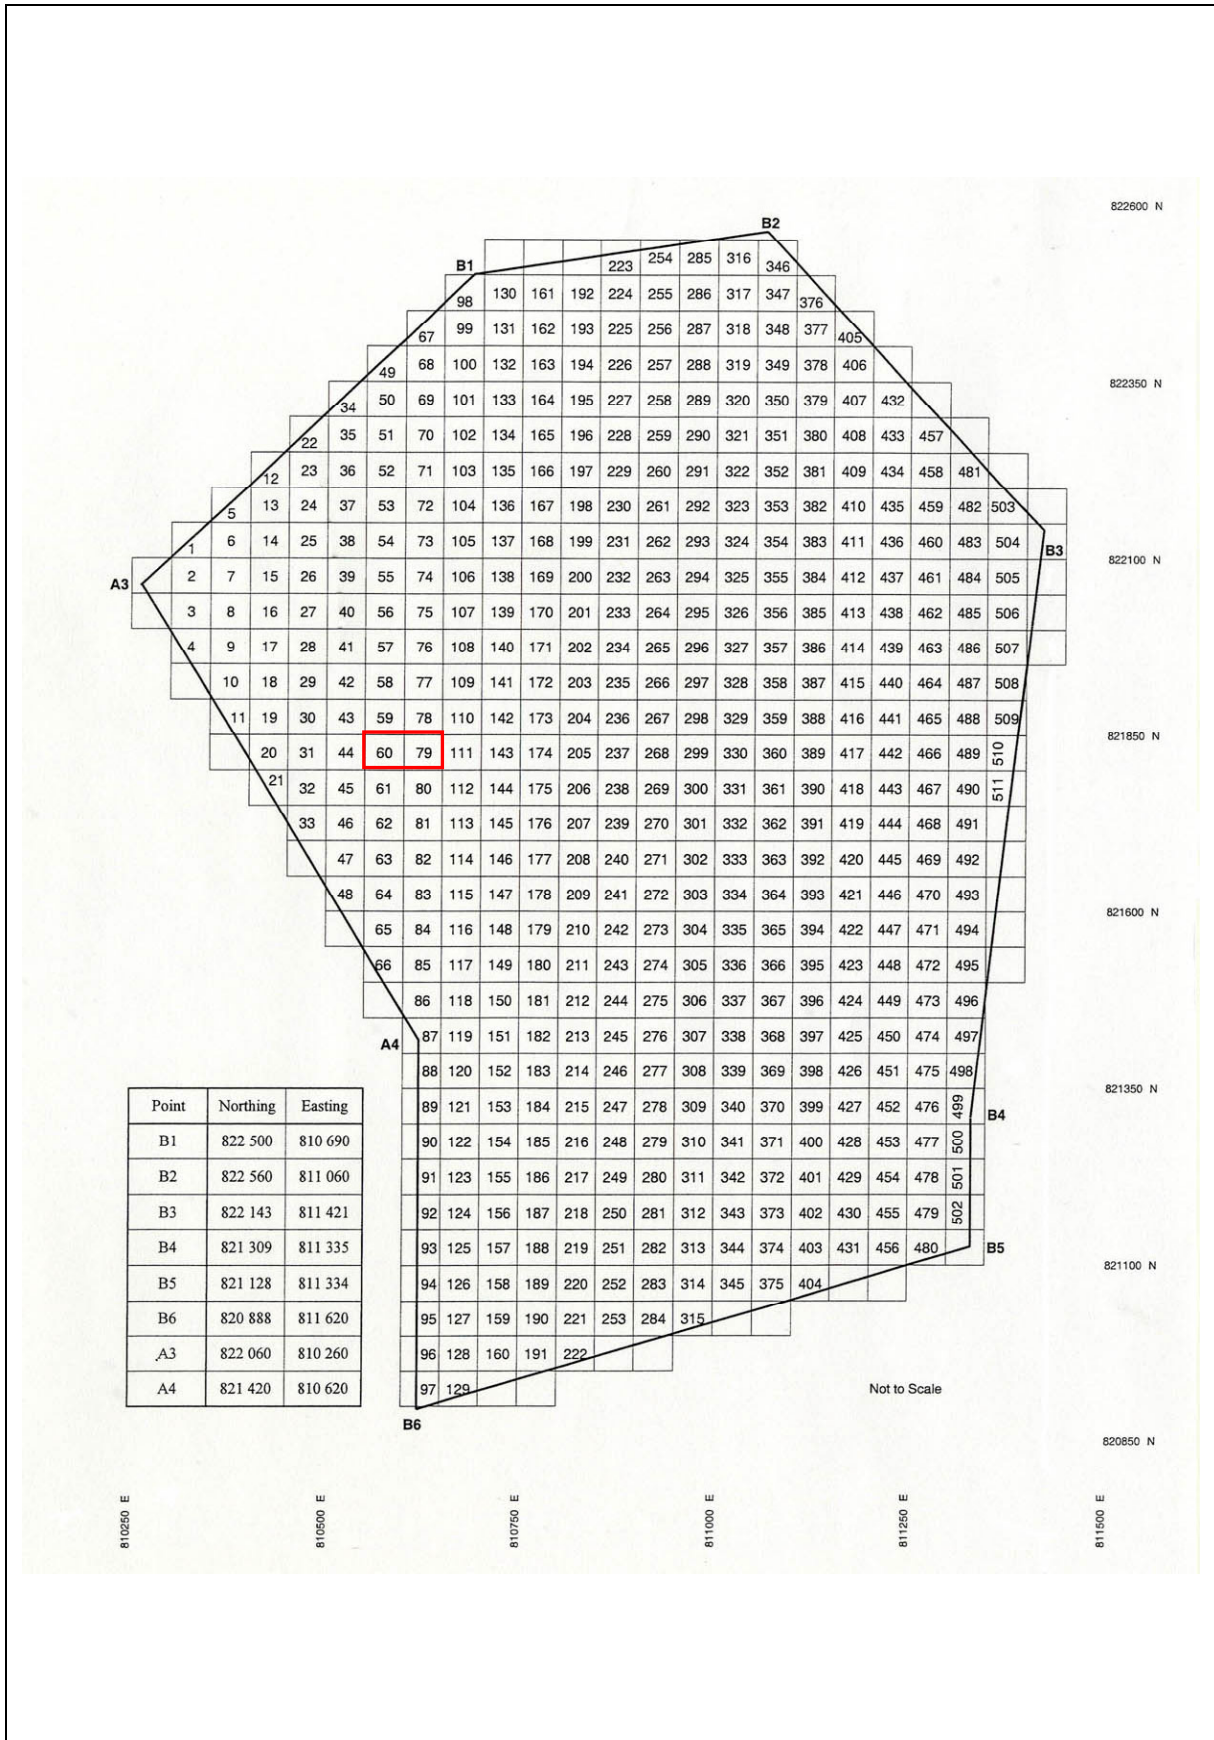 822600 N
B2
B1
223 254 285 316 346
98 130 161 192 224 255 286 317 347 376
67 99 131 162 193 225 256 287 318 348 377 405
49 68 100 132 163 194 226 257 288 319 349 378 406
822350 N
34 50 69 101 133 164 195 227 258 289 320 350 379 407 432
22 35 51 70 102 134 165 196 228 259 290 321 351 380 408 433 457
12 23 36 52 71 103 135 166 197 229 260 291 322 352 381 409 434 458 481
5 13 24 37 53 72 104 136 167 198 230 261 292 323 353 382 410 435 459 482 503
1 6 14 25 38 54 73 105 137 168 199 231 262 293 324 354 383 411 436 460 483 504 B3
822100 N
A3 2 7 15 26 39 55 74 106 138 169 200 232 263 294 325 355 384 412 437 461 484 505
3 8 16 27 40 56 75 107 139 170 201 233 264 295 326 356 385 413 438 462 485 506
4 9 17 28 41 57 76 108 140 171 202 234 265 296 327 357 386 414 439 463 486 507
10 18 29 42 58 77 109 141 172 203 235 266 297 328 358 387 415 440 464 487 508
11 19 30 43 59 78 110 142 173 204 236 267 298 329 359 388 416 441 465 488 509
821850 N
20 31 44 60 79 111 143 174 205 237 268 299 330 360 389 417 442 466 489 510
21 32 45 61 80 112 144 175 206 238 269 300 331 361 390 418 443 467 490 511
33 46 62 81 113 145 176 207 239 270 301 332 362 391 419 444 468 491
47 63 82 114 146 177 208 240 271 302 333 363 392 420 445 469 492
48 64 83 115 147 178 209 241 272 303 334 364 393 421 446 470 493
821600 N
65 84 116 148 179 210 242 273 304 335 365 394 422 447 471 494
66 85 117 149 180 211 243 274 305 336 366 395 423 448 472 495
86 118 150 181 212 244 275 306 337 367 396 424 449 473 496
A4 87 119 151 182 213 245 276 307 338 368 397 425 450 474 497
88 120 152 183 214 246 277 308 339 369 398 426 451 475 498
821350 N
89 121 153 184 215 247 278 309 340 370 399 427 452 476 499 B4
90 122 154 185 216 248 279 310 341 371 400 428 453 477 500
91 123 155 186 217 249 280 311 342 372 401 429 454 478 501
92 124 156 187 218 250 281 312 343 373 402 430 455 479 502
93 125 157 188 219 251 282 313 344 374 403 431 456 480 B5
821100 N
94 126 158 189 220 252 283 314 345 375 404
95 127 159 190 221 253 284 315
96 128 160 191 222
97 129
B6
Point Northing Easting
B1 822 500 810 690
B2 822 560 811 060
B3 822 143 811 421
B4 821 309 811 335
B5 821 128 811 334
B6 820 888 811 620
A3 822 060 810 260
A4 821 420 810 620
Not to Scale
820850 N
810250 E
810500 E
810750 E
811000 E
811250 E
811500 E